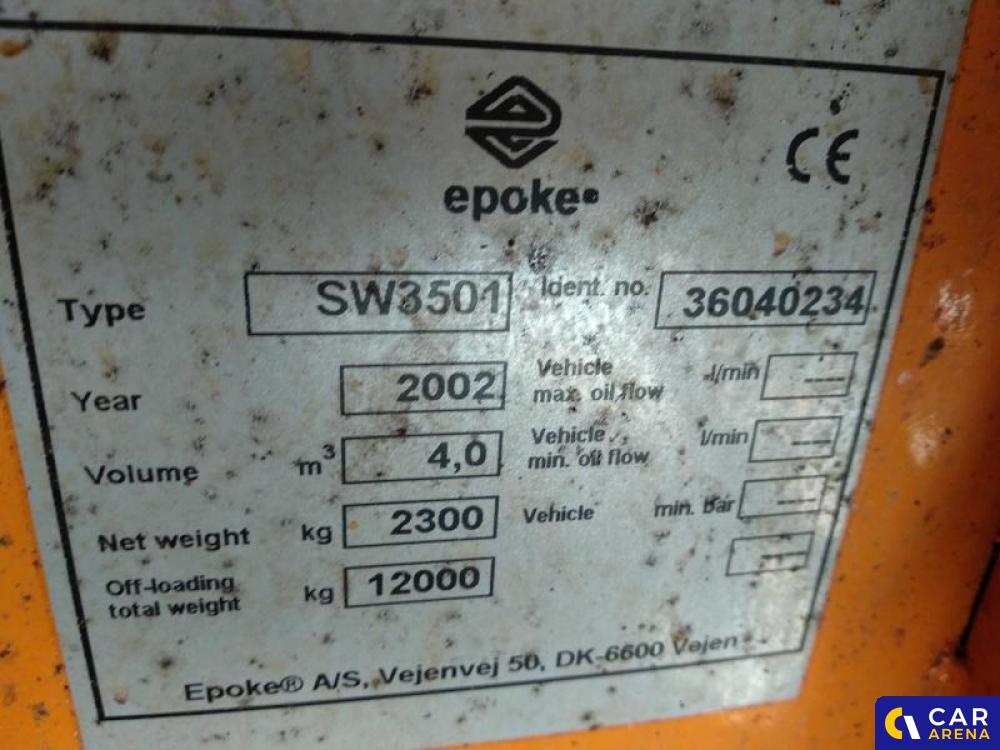 epoke®
CE
Type SW3501 Ident. no. 36040234
Year 2002 Vehicle max. oil flow l/min ----
Volume m³ 4,0 Vehicle min. oil flow l/min ----
Net weight kg 2300 Vehicle min. Bar ----
Off-loading total weight kg 12000 ----
Epoke® A/S, Vejenvej 50, DK-6600 Vejen
CAR
ARENA